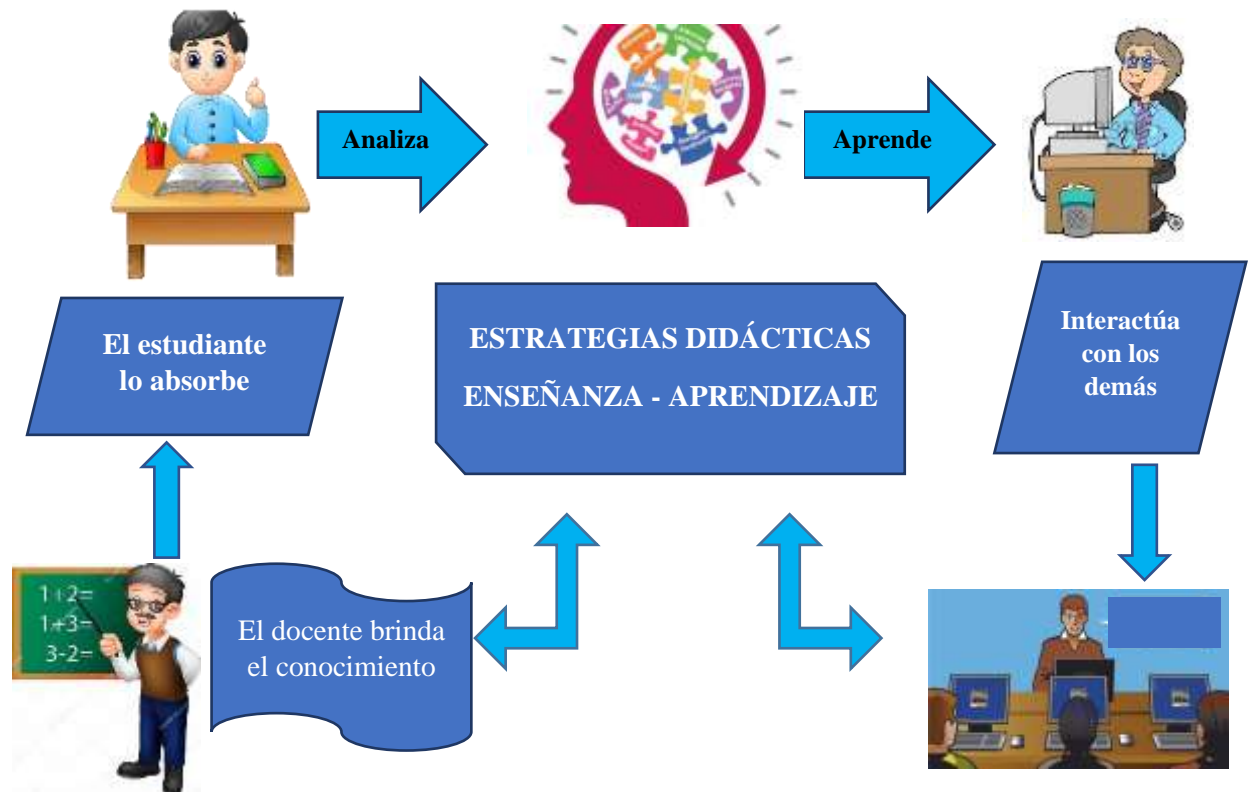 Analiza
Aprende
El estudiante
lo absorbe
ESTRATEGIAS DIDÁCTICAS
ENSEÑANZA - APRENDIZAJE
Interactúa
con los
demás
1+2=
1+3=
3-2=
El docente brinda
el conocimiento